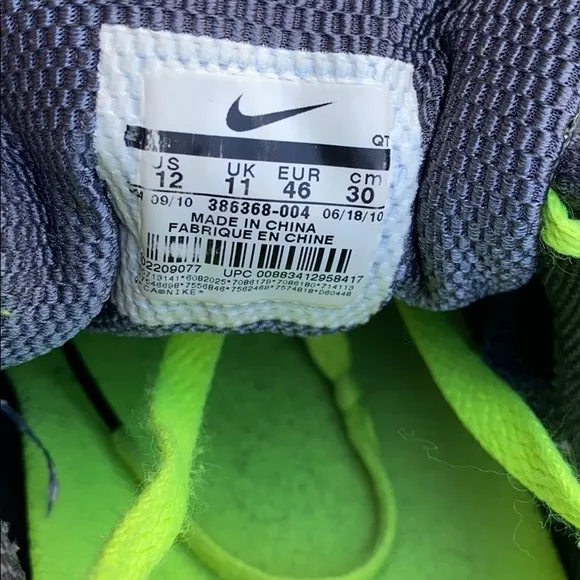 QT
US UK EUR cm
12 11 46 30
09/10 386368-004 06/18/10
MADE IN CHINA
FABRIQUE EN CHINE
UPC 00883412958417